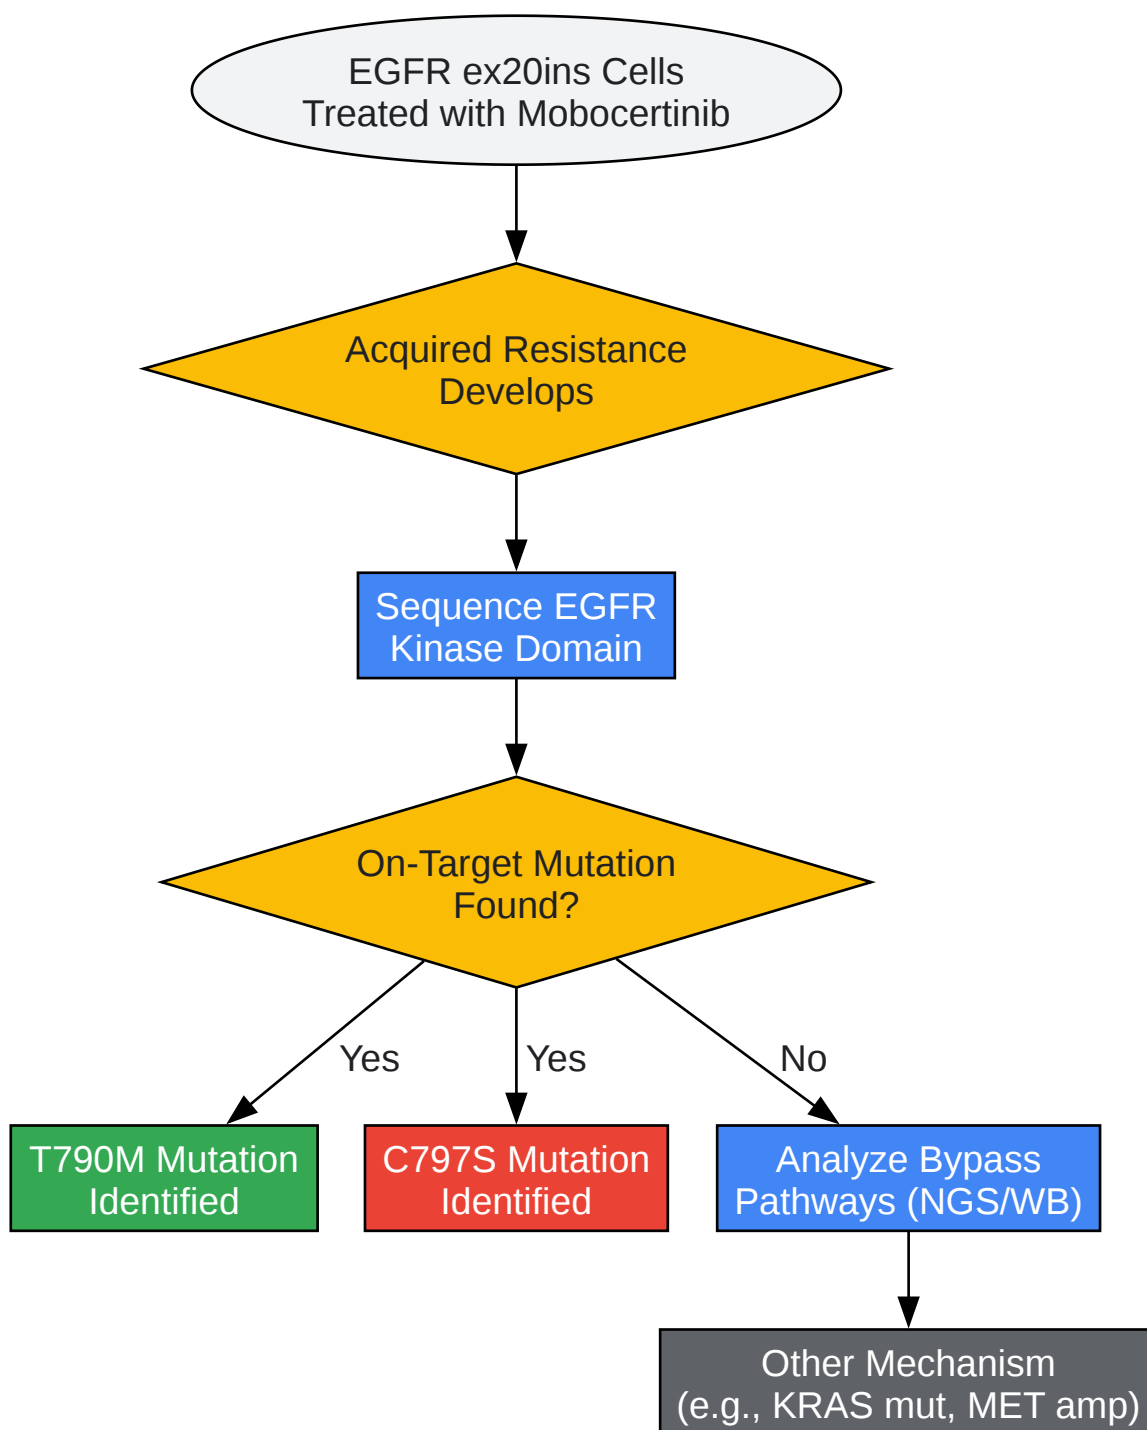 EGFR ex20ins Cells
Treated with Mobocertinib
Acquired Resistance
Develops
Sequence EGFR
Kinase Domain
On-Target Mutation
Found?
Yes
Yes
No
T790M Mutation
Identified
C797S Mutation
Identified
Analyze Bypass
Pathways (NGS/WB)
Other Mechanism
(e.g., KRAS mut, MET amp)